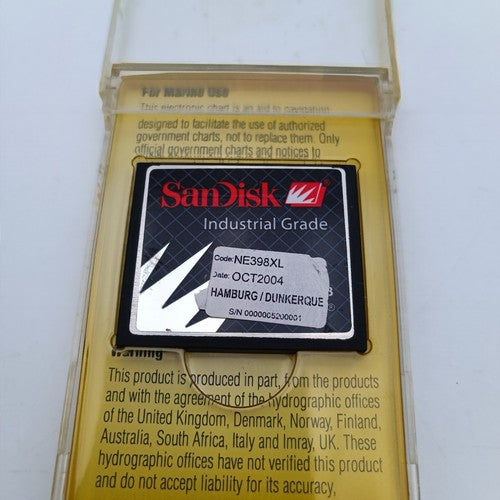 For Marine Use
This electronic chart is an aid to navigation
designed to facilitate the use of authorized
government charts, not to replace them. Only
official government charts and notices to
SanDisk
Industrial Grade
Code: NE398XL
Date: OCT2004
HAMBURG / DUNKERQUE
S/N 0000005200001
Warning
This product is produced in part, from the products
and with the agreement of the hydrographic offices
of the United Kingdom, Denmark, Norway, Finland,
Australia, South Africa, Italy and Imray, UK. These
hydrographic offices have not verified this product
and do not accept liability for its accuracy.